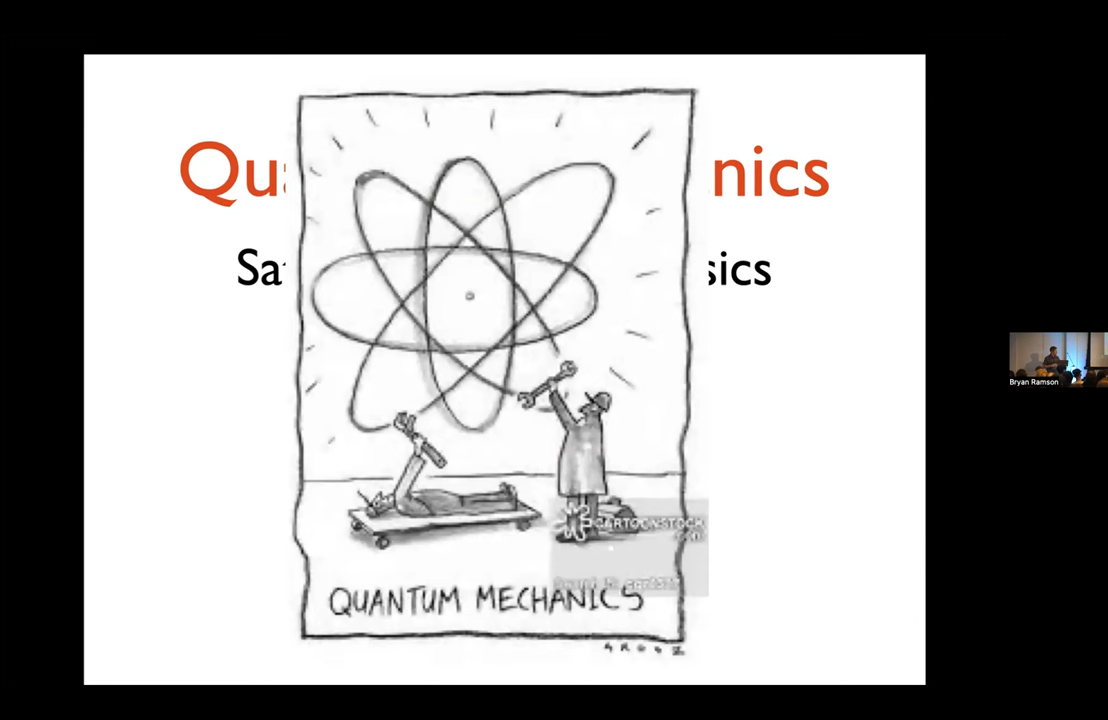 Qu nics
Sa sics
CARTOONSTOCK
.com
QUANTUM MECHANICS
Bryan Ramson